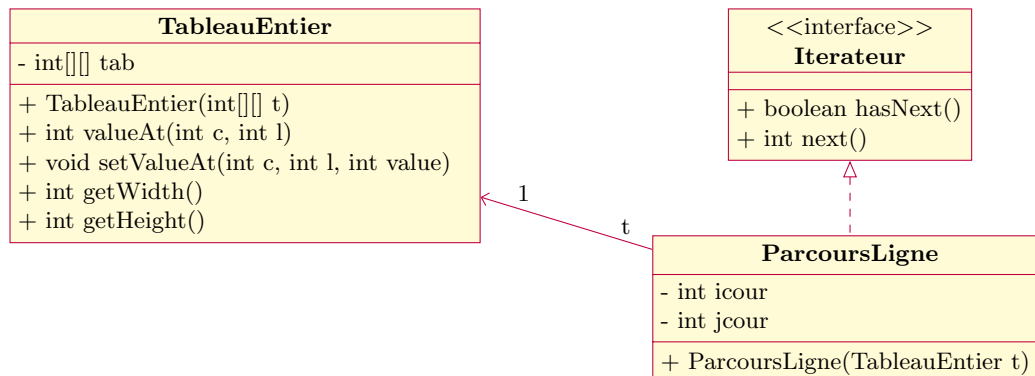 TableauEntier
- int[][] tab
+ TableauEntier(int[][] t)
+ int valueAt(int c, int l)
+ void setValueAt(int c, int l, int value)
+ int getWidth()
+ int getHeight()
<<interface>>
Iterateur
+ boolean hasNext()
+ int next()
1
t
ParcoursLigne
- int icour
- int jcour
+ ParcoursLigne(TableauEntier t)